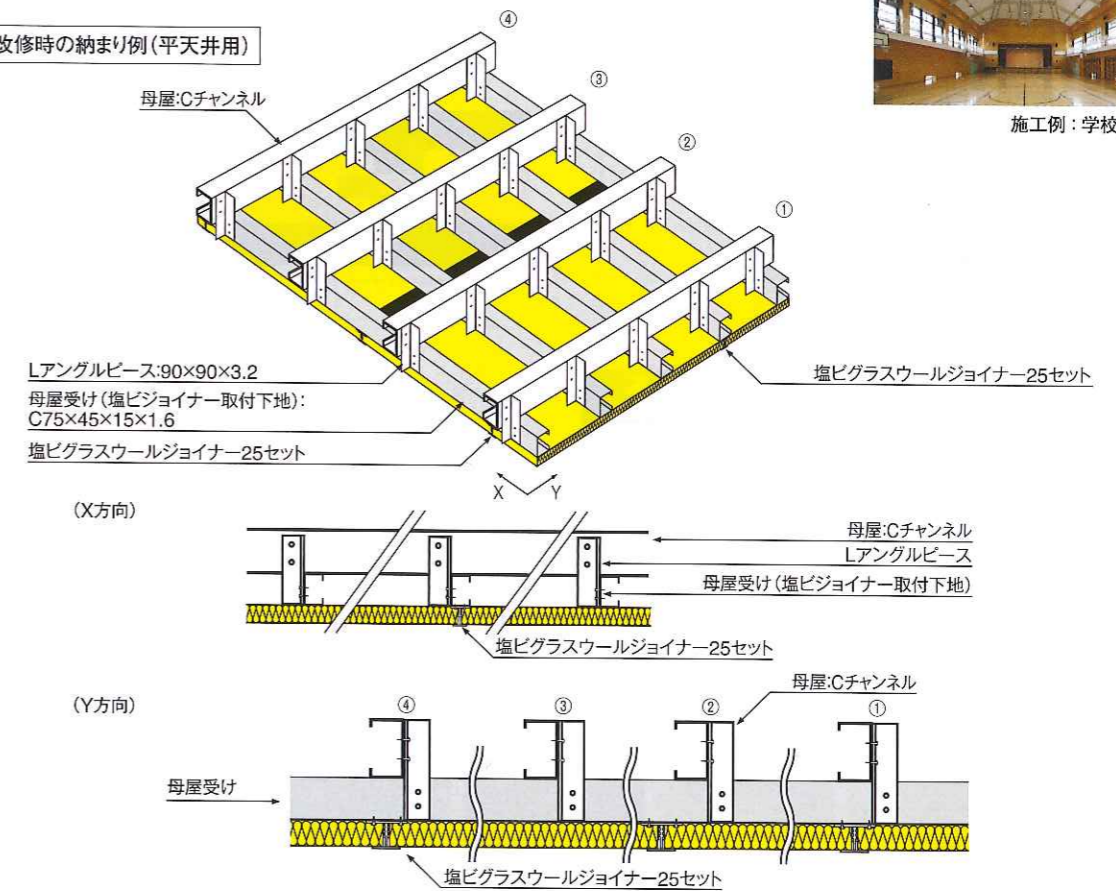 改修時の納まり例(平天井用)
施工例:学校
④
母屋:Cチャンネル
③
②
①
Lアングルピース:90×90×3.2
母屋受け(塩ビジョイナー取付下地):
C75×45×15×1.6
塩ビグラスウールジョイナー25セット
塩ビグラスウールジョイナー25セット
X Y
(X方向)
母屋:Cチャンネル
Lアングルピース
母屋受け(塩ビジョイナー取付下地)
塩ビグラスウールジョイナー25セット
(Y方向)
母屋:Cチャンネル
④ ③ ② ①
母屋受け
塩ビグラスウールジョイナー25セット